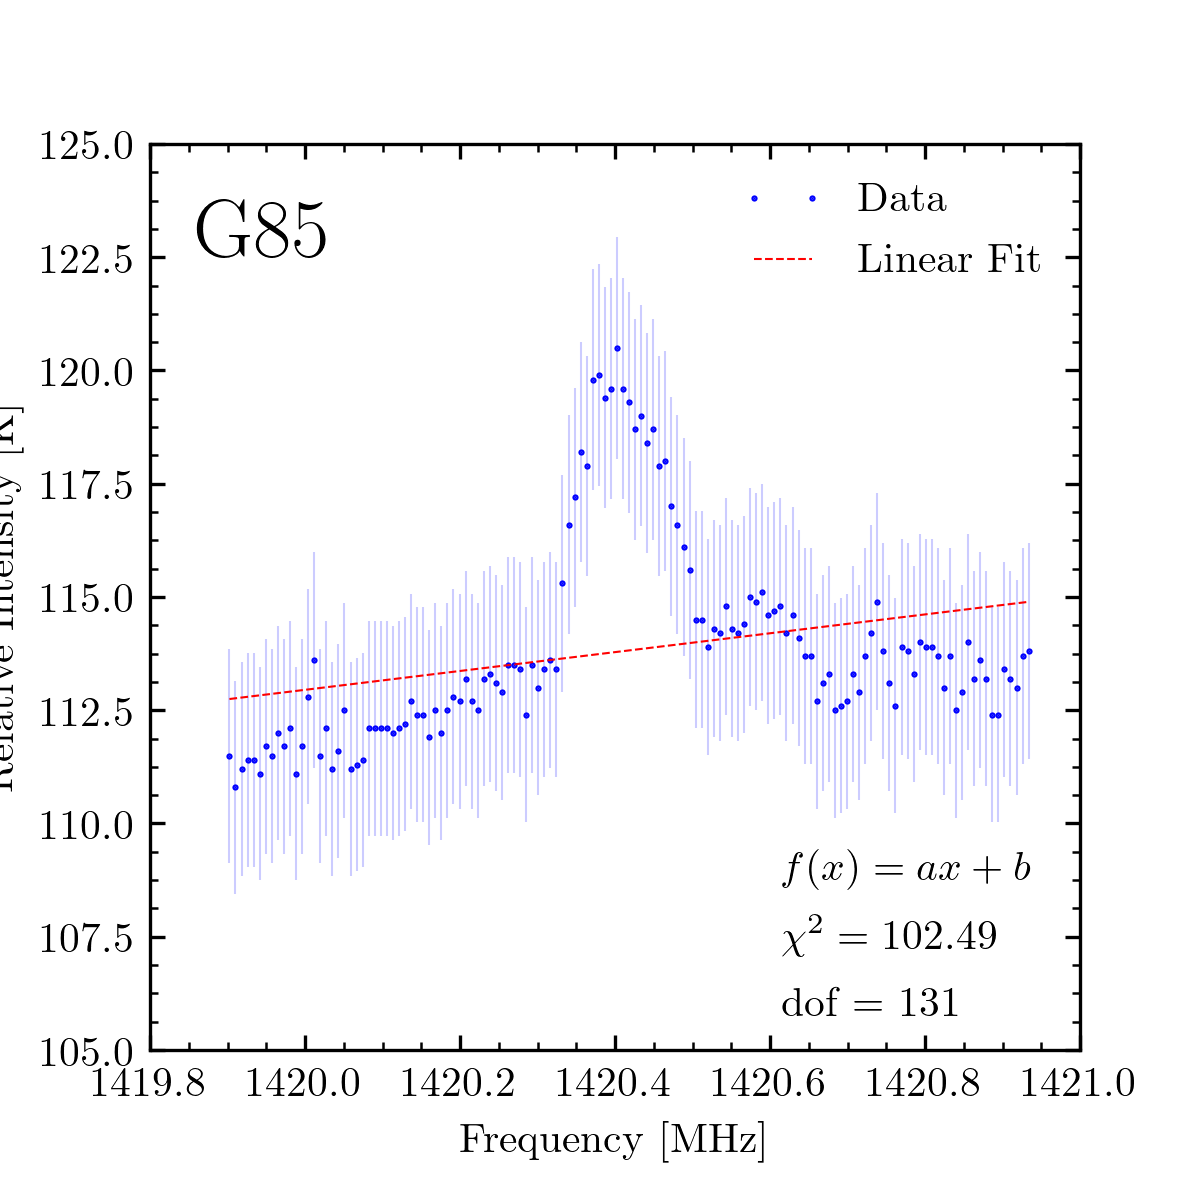 G85
Data
Linear Fit
125.0
122.5
120.0
117.5
115.0
112.5
110.0
107.5
105.0
Relative Intensity [K]
f(x) = ax + b
χ² = 102.49
dof = 131
1419.8 1420.0 1420.2 1420.4 1420.6 1420.8 1421.0
Frequency [MHz]